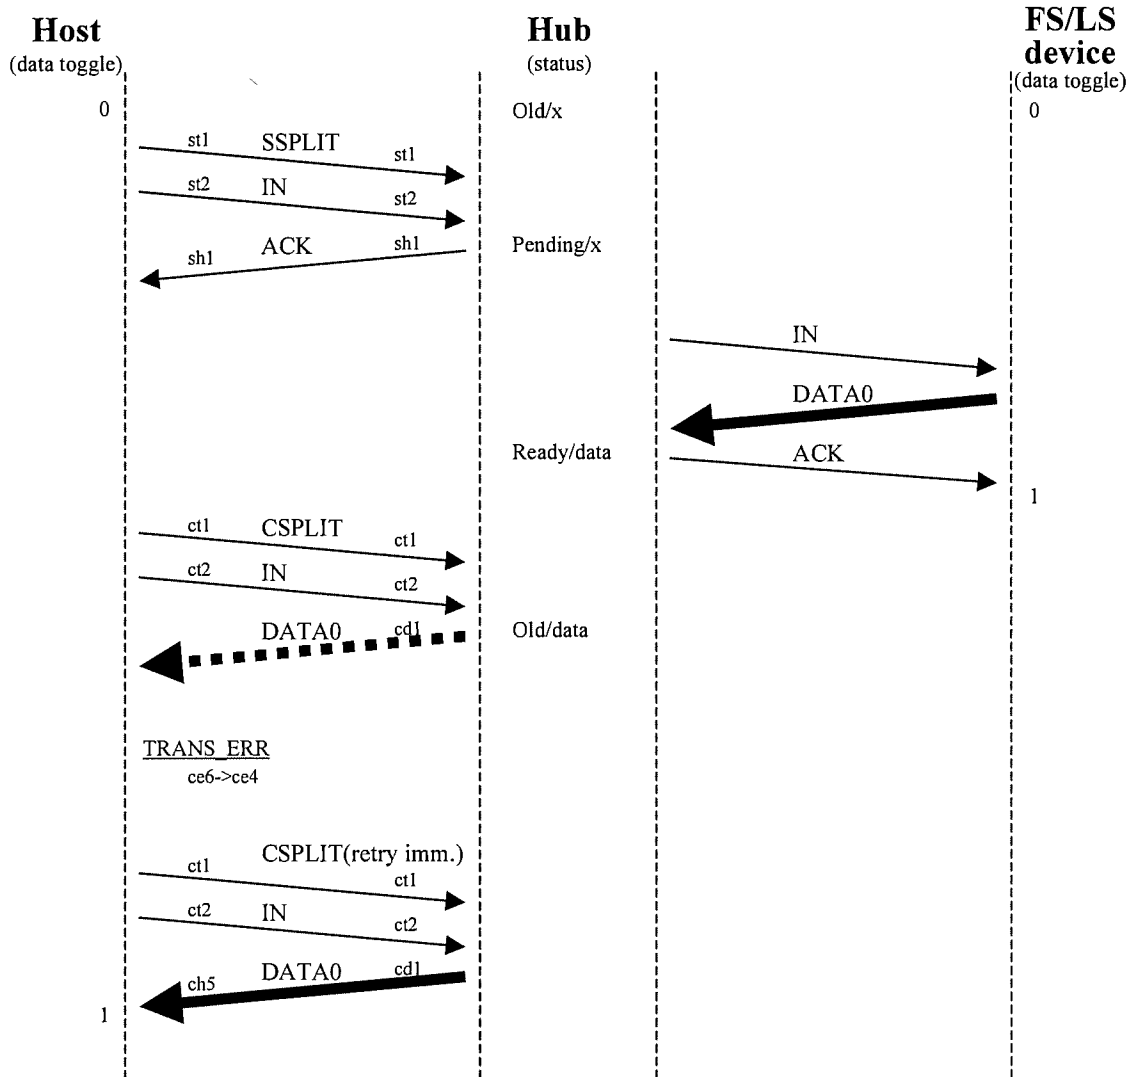 Host
(data toggle)
Hub
(status)
FS/LS
device
(data toggle)
0
Old/x
0
st1 SSPLIT st1
st2 IN st2
sh1 ACK sh1
Pending/x
IN
DATA0
Ready/data
ACK
1
ct1 CSPLIT ct1
ct2 IN ct2
DATA0 cd1
Old/data
TRANS_ERR
ce6->ce4
CSPLIT(retry imm.)
ct1 ct1
ct2 IN ct2
ch5 DATA0 cd1
1